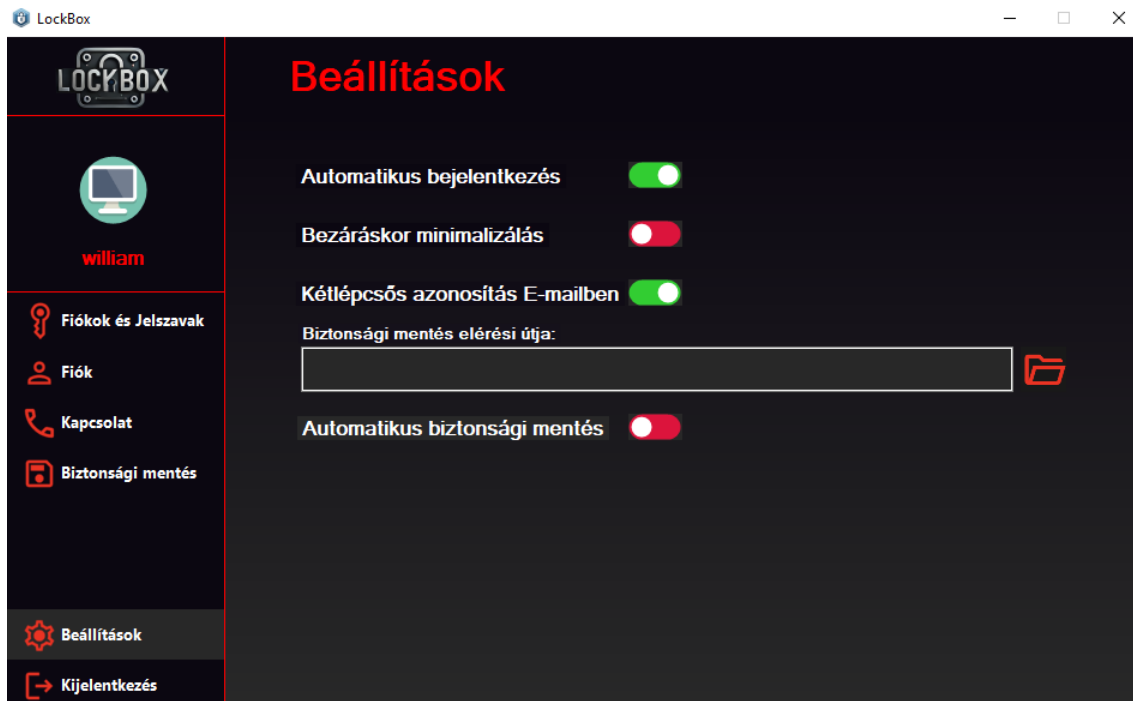 LockBox
LOCKBOX
Beállítások
william
Fiókok és Jelszavak
Fiók
Kapcsolat
Biztonsági mentés
Beállítások
Kijelentkezés
Automatikus bejelentkezés
Bezáráskor minimalizálás
Kétlépcsős azonosítás E-mailben
Biztonsági mentés elérési útja:
Automatikus biztonsági mentés